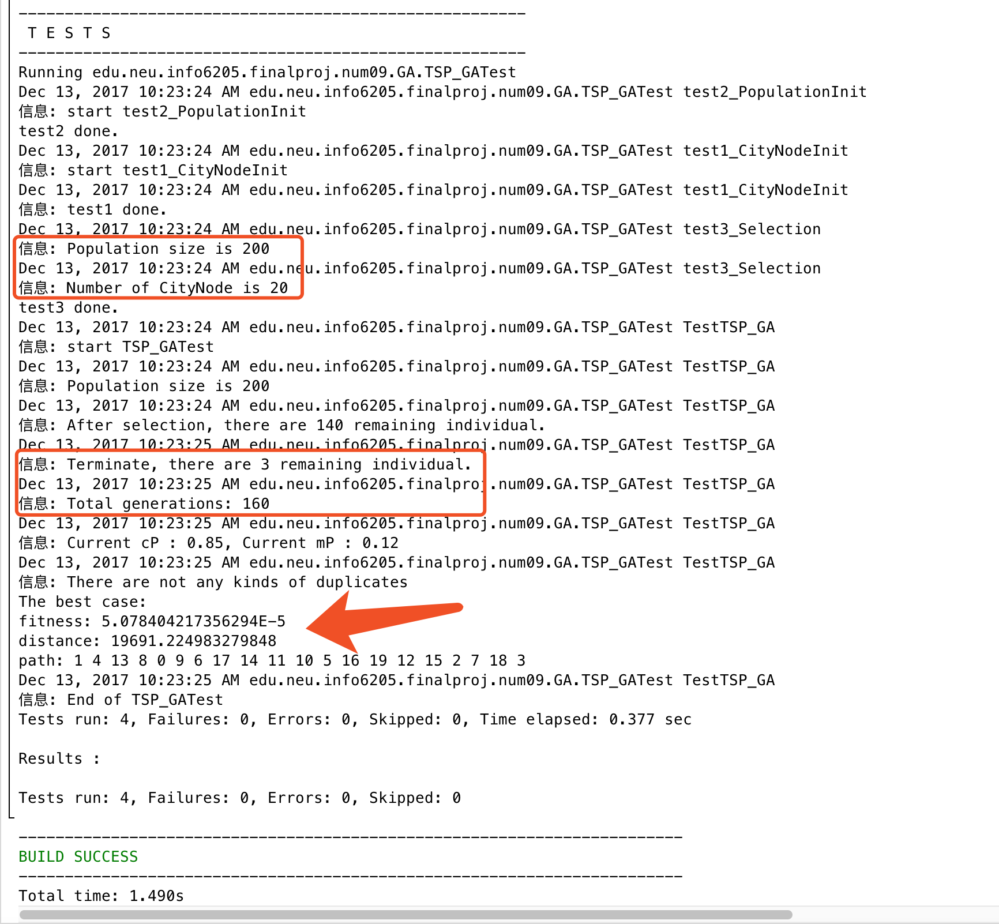 T E S T S
Running edu.neu.info6205.finalproj.num09.GA.TSP_GATest
Dec 13, 2017 10:23:24 AM edu.neu.info6205.finalproj.num09.GA.TSP_GATest test2_PopulationInit
信息: start test2_PopulationInit
test2 done.
Dec 13, 2017 10:23:24 AM edu.neu.info6205.finalproj.num09.GA.TSP_GATest test1_CityNodeInit
信息: start test1_CityNodeInit
Dec 13, 2017 10:23:24 AM edu.neu.info6205.finalproj.num09.GA.TSP_GATest test1_CityNodeInit
信息: test1 done.
Dec 13, 2017 10:23:24 AM edu.neu.info6205.finalproj.num09.GA.TSP_GATest test3_Selection
信息: Population size is 200
Dec 13, 2017 10:23:24 AM edu.neu.info6205.finalproj.num09.GA.TSP_GATest test3_Selection
信息: Number of CityNode is 20
test3 done.
Dec 13, 2017 10:23:24 AM edu.neu.info6205.finalproj.num09.GA.TSP_GATest TestTSP_GA
信息: start TSP_GATest
Dec 13, 2017 10:23:24 AM edu.neu.info6205.finalproj.num09.GA.TSP_GATest TestTSP_GA
信息: Population size is 200
Dec 13, 2017 10:23:24 AM edu.neu.info6205.finalproj.num09.GA.TSP_GATest TestTSP_GA
信息: After selection, there are 140 remaining individual.
Dec 13, 2017 10:23:25 AM edu.neu.info6205.finalproj.num09.GA.TSP_GATest TestTSP_GA
信息: Terminate, there are 3 remaining individual.
Dec 13, 2017 10:23:25 AM edu.neu.info6205.finalproj.num09.GA.TSP_GATest TestTSP_GA
信息: Total generations: 160
Dec 13, 2017 10:23:25 AM edu.neu.info6205.finalproj.num09.GA.TSP_GATest TestTSP_GA
信息: Current cP : 0.85, Current mP : 0.12
Dec 13, 2017 10:23:25 AM edu.neu.info6205.finalproj.num09.GA.TSP_GATest TestTSP_GA
信息: There are not any kinds of duplicates
The best case:
fitness: 5.078404217356294E-5
distance: 19691.224983279848
path: 1 4 13 8 0 9 6 17 14 11 10 5 16 19 12 15 2 7 18 3
Dec 13, 2017 10:23:25 AM edu.neu.info6205.finalproj.num09.GA.TSP_GATest TestTSP_GA
信息: End of TSP_GATest
Tests run: 4, Failures: 0, Errors: 0, Skipped: 0, Time elapsed: 0.377 sec
Results :
Tests run: 4, Failures: 0, Errors: 0, Skipped: 0
BUILD SUCCESS
Total time: 1.490s